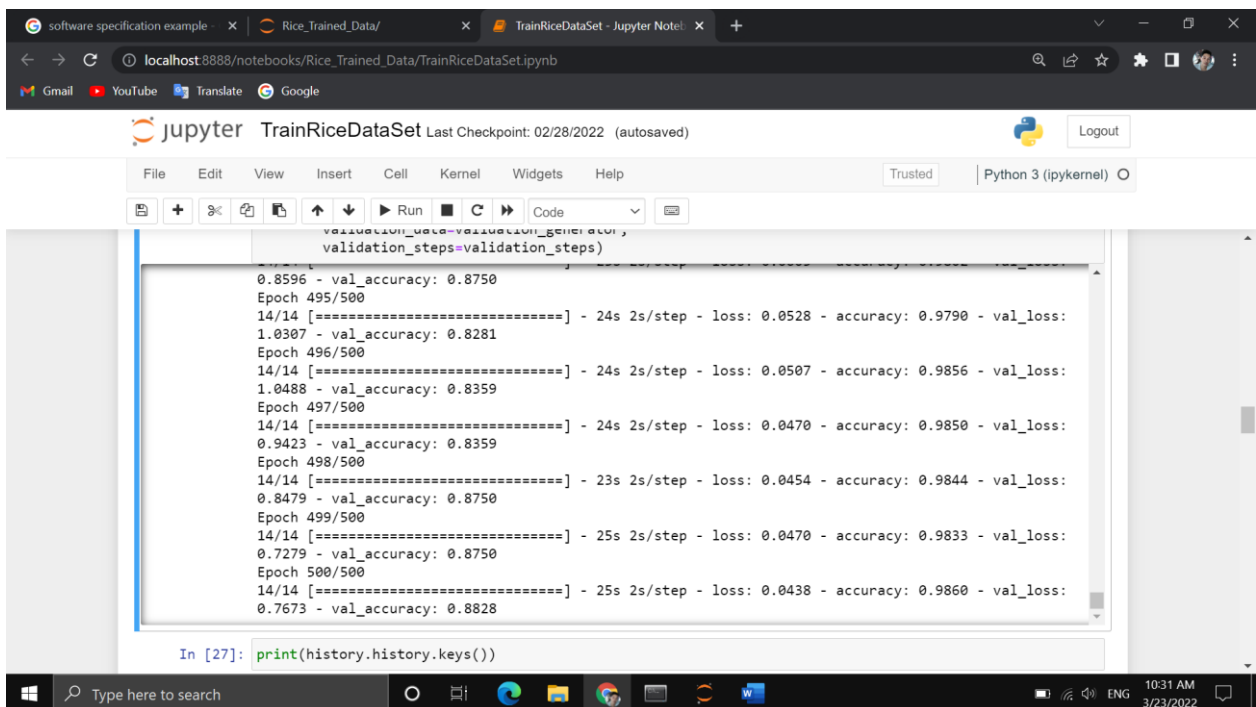 software specification example -
Rice_Trained_Data/
TrainRiceDataSet - Jupyter Noteb
localhost:8888/notebooks/Rice_Trained_Data/TrainRiceDataSet.ipynb
Gmail YouTube Translate Google
jupyter TrainRiceDataSet Last Checkpoint: 02/28/2022 (autosaved)
Logout
File Edit View Insert Cell Kernel Widgets Help Trusted Python 3 (ipykernel)
Run Code
validation_data=validation_generator,
validation_steps=validation_steps)
0.8596 - val_accuracy: 0.8750
Epoch 495/500
14/14 [==============================] - 24s 2s/step - loss: 0.0528 - accuracy: 0.9790 - val_loss:
1.0307 - val_accuracy: 0.8281
Epoch 496/500
14/14 [==============================] - 24s 2s/step - loss: 0.0507 - accuracy: 0.9856 - val_loss:
1.0488 - val_accuracy: 0.8359
Epoch 497/500
14/14 [==============================] - 24s 2s/step - loss: 0.0470 - accuracy: 0.9850 - val_loss:
0.9423 - val_accuracy: 0.8359
Epoch 498/500
14/14 [==============================] - 23s 2s/step - loss: 0.0454 - accuracy: 0.9844 - val_loss:
0.8479 - val_accuracy: 0.8750
Epoch 499/500
14/14 [==============================] - 25s 2s/step - loss: 0.0470 - accuracy: 0.9833 - val_loss:
0.7279 - val_accuracy: 0.8750
Epoch 500/500
14/14 [==============================] - 25s 2s/step - loss: 0.0438 - accuracy: 0.9860 - val_loss:
0.7673 - val_accuracy: 0.8828
In [27]: print(history.history.keys())
Type here to search
ENG
10:31 AM
3/23/2022